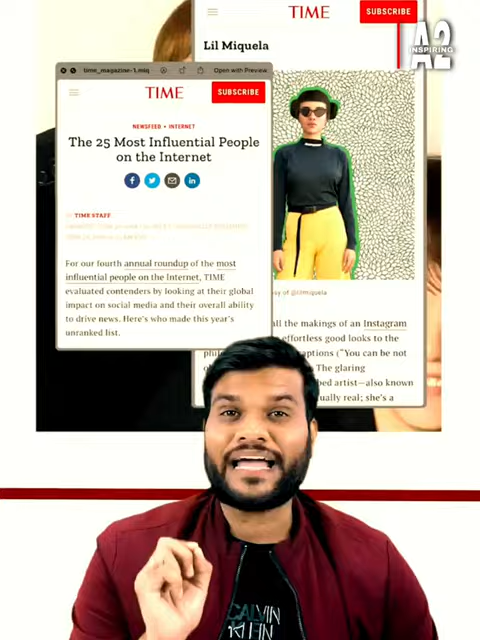 TIME
SUBSCRIBE
A2
INSPIRING
Lil Miquela
time_magazine-1.miq
Open with Preview
TIME
SUBSCRIBE
NEWSFEED • INTERNET
The 25 Most Influential People
on the Internet
TIME STAFF
For our fourth annual roundup of the most
influential people on the Internet, TIME
evaluated contenders by looking at their global
impact on social media and their overall ability
to drive news. Here's who made this year's
unranked list.
sy of @lilmiquela
all the makings of an Instagram
effortless good looks to the
phil
aptions ("You can be not
The glaring
bed artist—also known
ually real; she's a
CALVIN
KLEIN